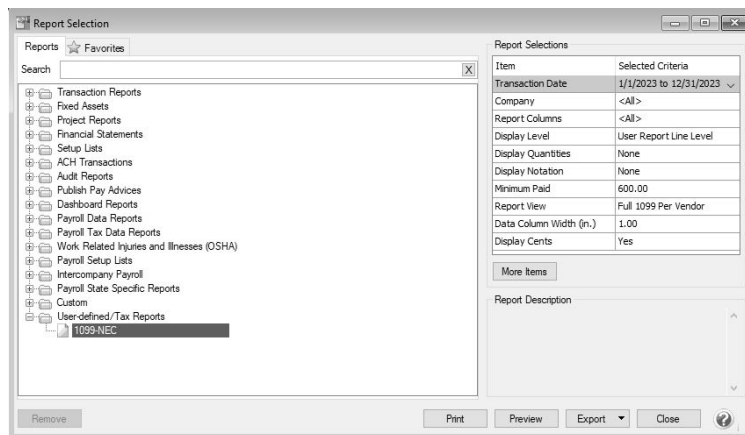 Report Selection
Reports
Favorites
Search
X
Transaction Reports
Fixed Assets
Project Reports
Financial Statements
Setup Lists
ACH Transactions
Audit Reports
Publish Pay Advices
Dashboard Reports
Payroll Data Reports
Payroll Tax Data Reports
Work Related Injuries and Illnesses (OSHA)
Payroll Setup Lists
Intercompany Payroll
Payroll State Specific Reports
Custom
User-defined/Tax Reports
1099-NEC
Report Selections
Item Selected Criteria
Transaction Date 1/1/2023 to 12/31/2023
Company <All>
Report Columns <All>
Display Level User Report Line Level
Display Quantities None
Display Notation None
Minimum Paid 600.00
Report View Full 1099 Per Vendor
Data Column Width (in.) 1.00
Display Cents Yes
More Items
Report Description
Remove Print Preview Export Close ?